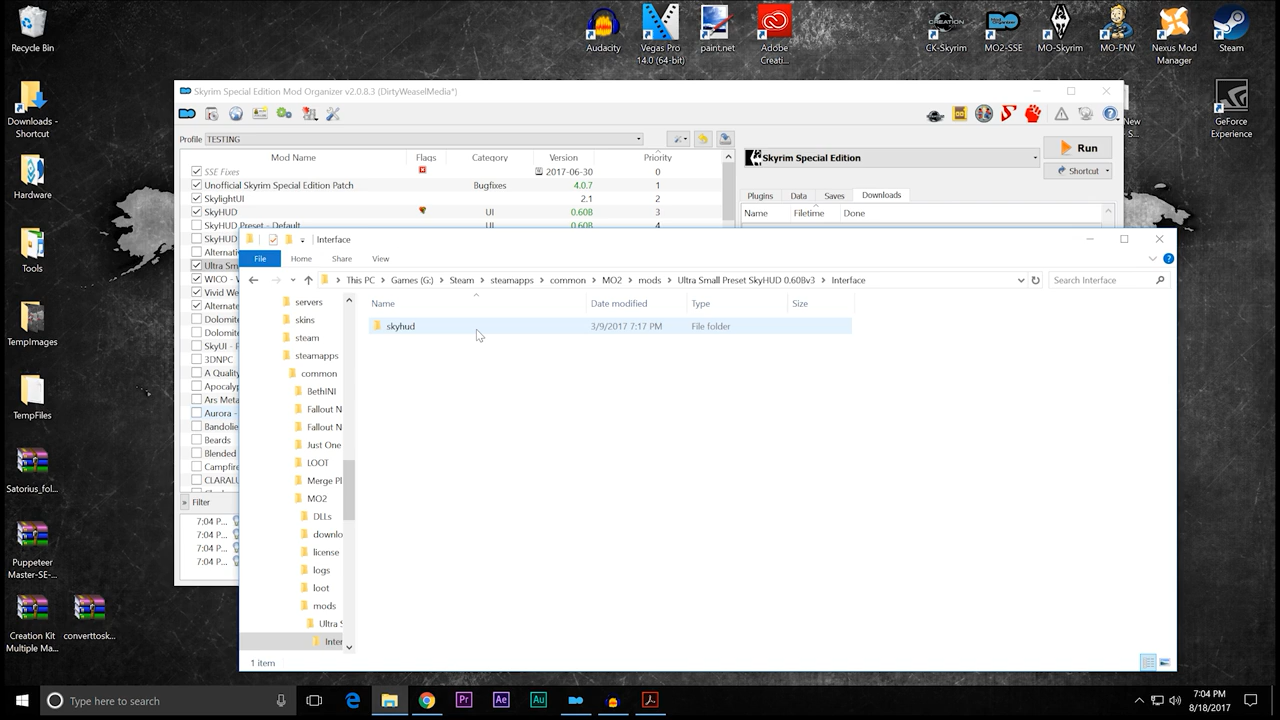 Recycle Bin
Downloads -
Shortcut
Hardware
Tools
TempImages
TempFiles
Satorius_fol...
Puppeteer
Master-SE-...
Creation Kit
Multiple Ma...
converttosk...
Audacity
Vegas Pro
14.0 (64-bit)
paint.net
Adobe
Creati...
CK-Skyrim
MO2-SSE
MO-Skyrim
MO-FNV
Nexus Mod
Manager
Steam
GeForce
Experience
New
Skyrim Special Edition Mod Organizer v2.0.8.3 (DirtyWeaselMedia*)
Profile TESTING
Mod Name Flags Category Version Priority
SSE Fixes 2017-06-30 0
Unofficial Skyrim Special Edition Patch Bugfixes 4.0.7 1
SkylightUI 2.1 2
SkyHUD UI 0.60B 3
SkyHUD Preset - Default UI 0.60B 4
SkyHUD
Alternati
Ultra Sm
WICO - W
Vivid We
Alternate
Dolomite
Dolomite
SkyUI - P
3DNPC
A Quality
Apocalyp
Ars Meta
Aurora -
Bandolie
Beards
Blended
Campfire
CLARALU
Filter
7:04 P...
7:04 P...
7:04 P...
7:04 P...
Skyrim Special Edition
Run
Shortcut
Plugins Data Saves Downloads
Name Filetime Done
Interface
File Home Share View
This PC Games (G:) Steam steamapps common MO2 mods Ultra Small Preset SkyHUD 0.608v3 Interface
Search Interface
servers
skins
steam
steamapps
common
BethINI
Fallout N
Fallout N
Just One
LOOT
Merge Pl
MO2
DLLs
downlo
license
logs
loot
mods
Ultra S
Inter
Name Date modified Type Size
skyhud 3/9/2017 7:17 PM File folder
1 item
Type here to search
Pr
Ae
Au
7:04 PM
8/18/2017